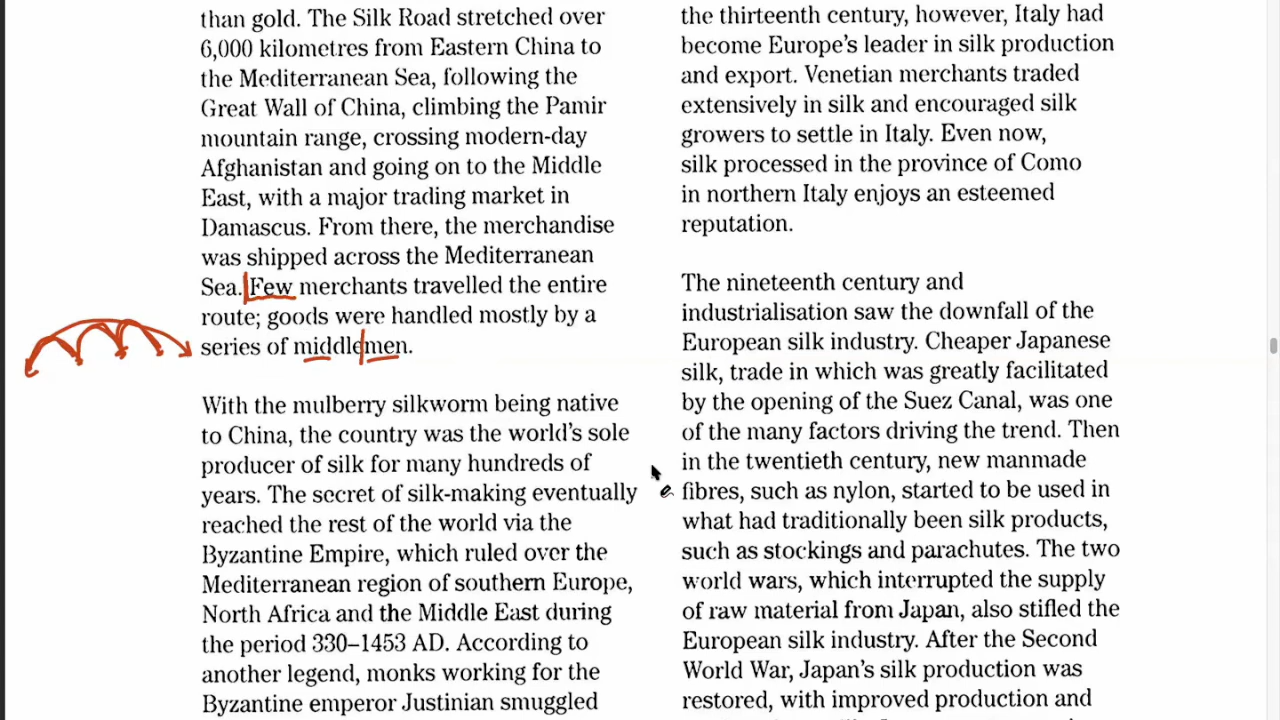 than gold. The Silk Road stretched over
6,000 kilometres from Eastern China to
the Mediterranean Sea, following the
Great Wall of China, climbing the Pamir
mountain range, crossing modern-day
Afghanistan and going on to the Middle
East, with a major trading market in
Damascus. From there, the merchandise
was shipped across the Mediterranean
Sea. Few merchants travelled the entire
route; goods were handled mostly by a
series of middlemen.
With the mulberry silkworm being native
to China, the country was the world's sole
producer of silk for many hundreds of
years. The secret of silk-making eventually
reached the rest of the world via the
Byzantine Empire, which ruled over the
Mediterranean region of southern Europe,
North Africa and the Middle East during
the period 330–1453 AD. According to
another legend, monks working for the
Byzantine emperor Justinian smuggled
the thirteenth century, however, Italy had
become Europe's leader in silk production
and export. Venetian merchants traded
extensively in silk and encouraged silk
growers to settle in Italy. Even now,
silk processed in the province of Como
in northern Italy enjoys an esteemed
reputation.
The nineteenth century and
industrialisation saw the downfall of the
European silk industry. Cheaper Japanese
silk, trade in which was greatly facilitated
by the opening of the Suez Canal, was one
of the many factors driving the trend. Then
in the twentieth century, new manmade
fibres, such as nylon, started to be used in
what had traditionally been silk products,
such as stockings and parachutes. The two
world wars, which interrupted the supply
of raw material from Japan, also stifled the
European silk industry. After the Second
World War, Japan's silk production was
restored, with improved production and